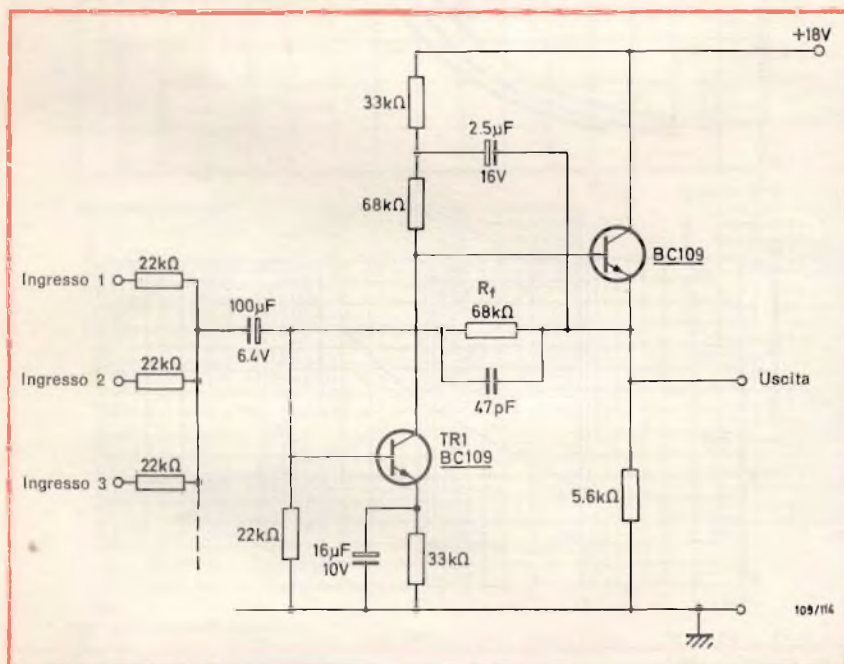 +18V
33kΩ
2.5µF
16V
68kΩ
BC109
Ingresso 1
22kΩ
100µF
6.4V
Rf
68kΩ
47pF
Ingresso 2
22kΩ
Uscita
TR1
BC109
Ingresso 3
22kΩ
22kΩ
16µF
10V
33kΩ
5.6kΩ
109/114